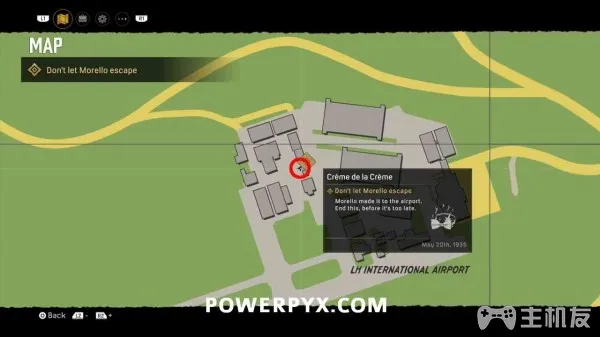 L1
R1
MAP
Don't let Morello escape
Crème de la Crème
Don't let Morello escape
Morello made it to the airport.
End this, before it's too late.
May 20th, 1935
LH INTERNATIONAL AIRPORT
POWERPYX.COM
Back L2 - R2 +
主机友